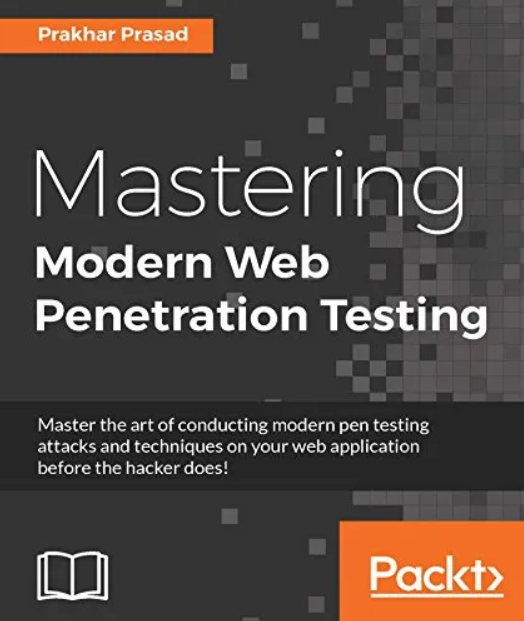 Prakhar Prasad
Mastering
Modern Web
Penetration Testing
Master the art of conducting modern pen testing
attacks and techniques on your web application
before the hacker does!
Packt>